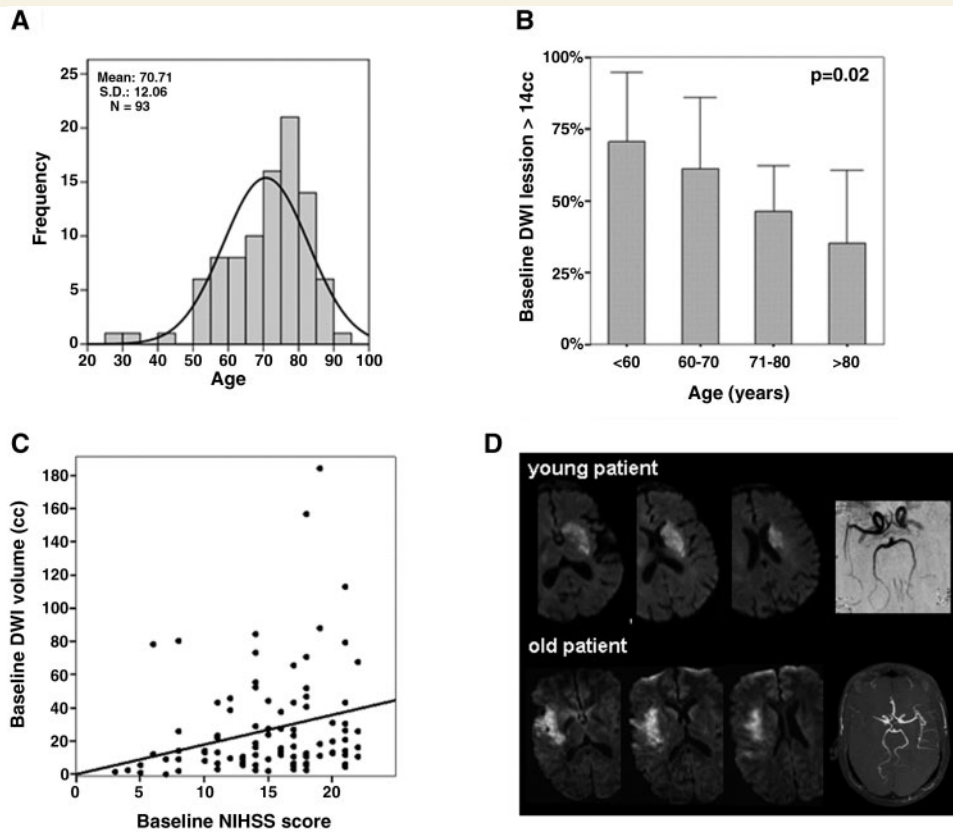 A
Mean: 70.71
S.D.: 12.06
N = 93
Frequency
25
20
15
10
5
0
20 30 40 50 60 70 80 90 100
Age
B
p=0.02
Baseline DWI lession > 14cc
100%
75%
50%
25%
0%
<60 60-70 71-80 >80
Age (years)
C
Baseline DWI volume (cc)
180
160
140
120
100
80
60
40
20
0
0 5 10 15 20
Baseline NIHSS score
D
young patient
old patient